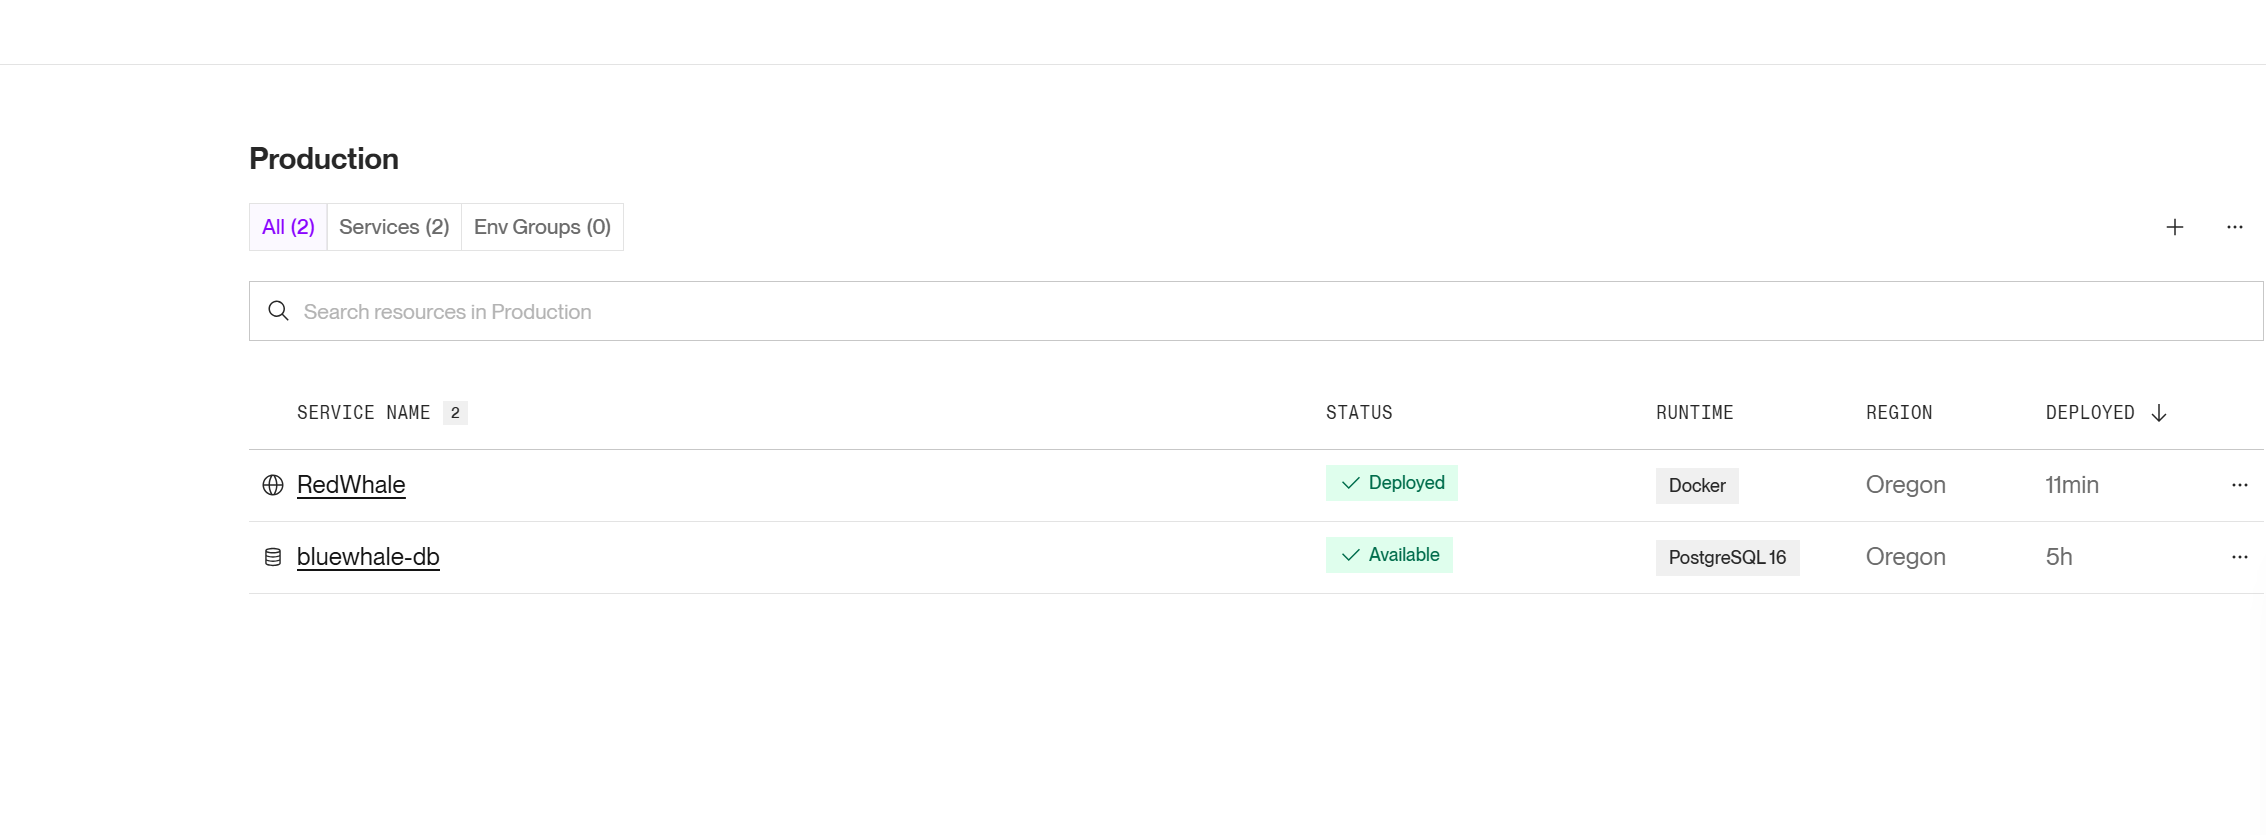 Production
All (2) Services (2) Env Groups (0)
Search resources in Production
SERVICE NAME 2 STATUS RUNTIME REGION DEPLOYED
RedWhale Deployed Docker Oregon 11min
bluewhale-db Available PostgreSQL 16 Oregon 5h